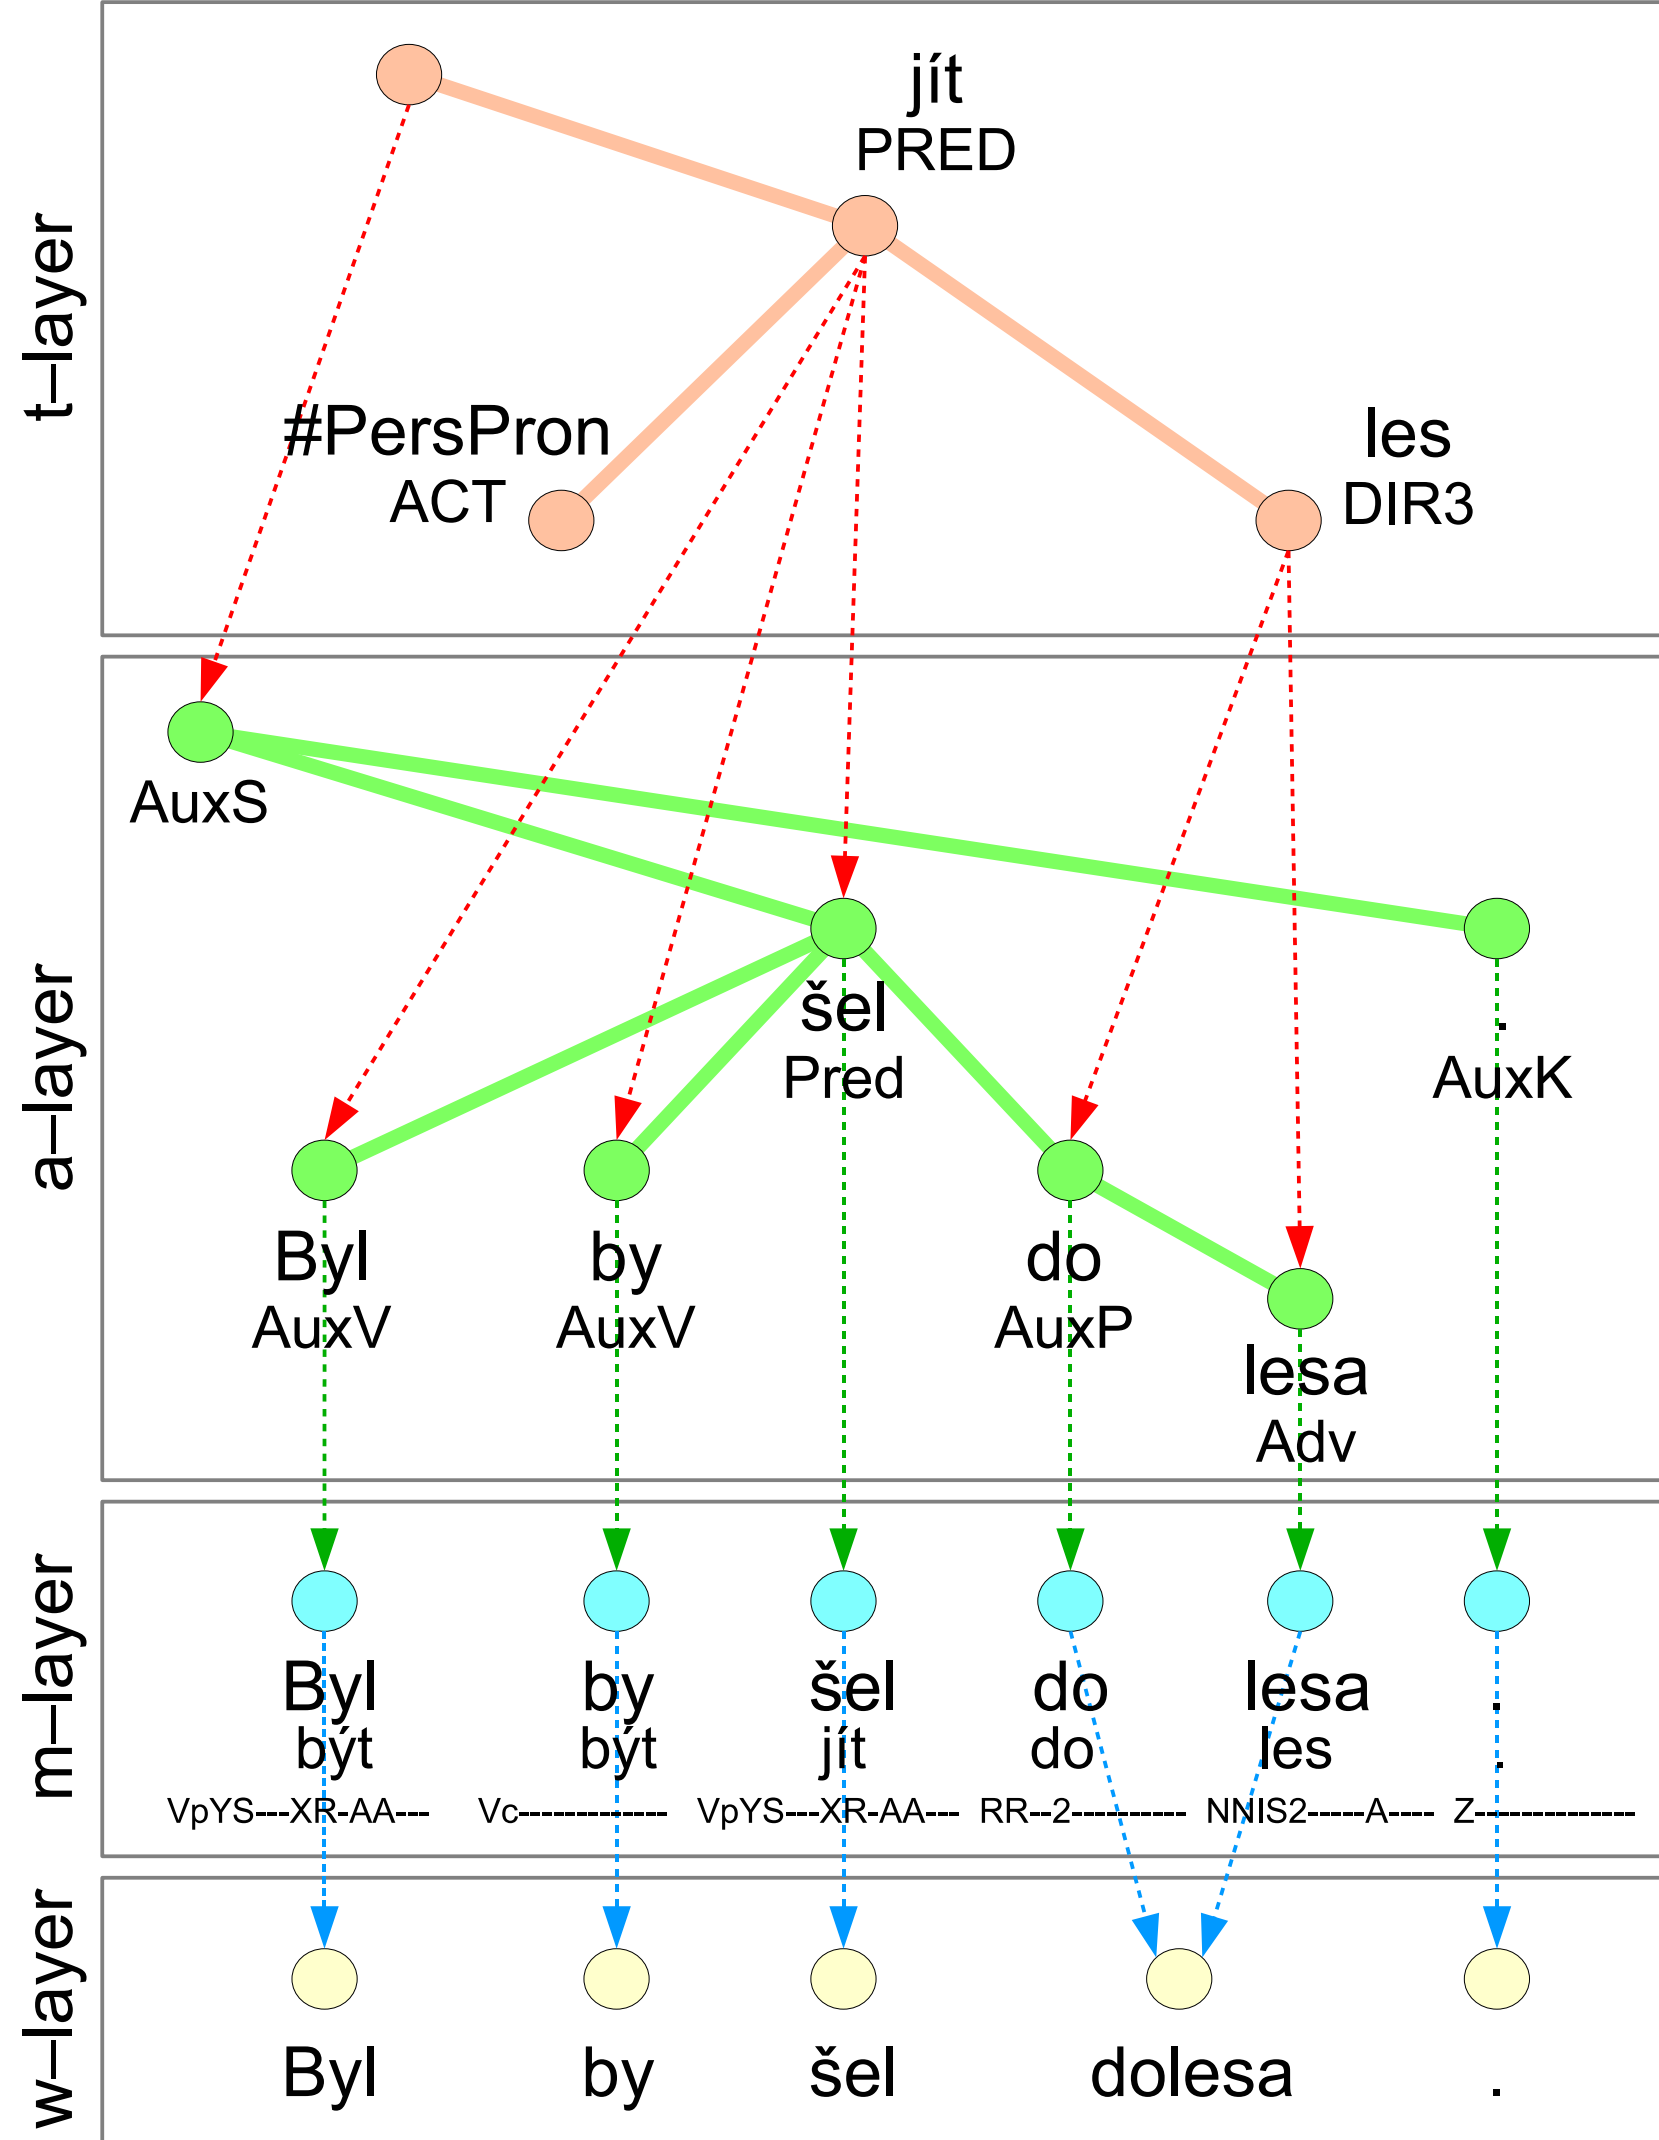 t–layer
jít
PRED
#PersPron
ACT
les
DIR3
a–layer
AuxS
šel
Pred
.
AuxK
Byl
AuxV
by
AuxV
do
AuxP
lesa
Adv
m–layer
Byl by šel do lesa .
být být jít do les .
VpYS---XR-AA--- Vc------------- VpYS---XR-AA--- RR--2---------- NNIS2-----A---- Z--------------
w–layer
Byl by šel dolesa .